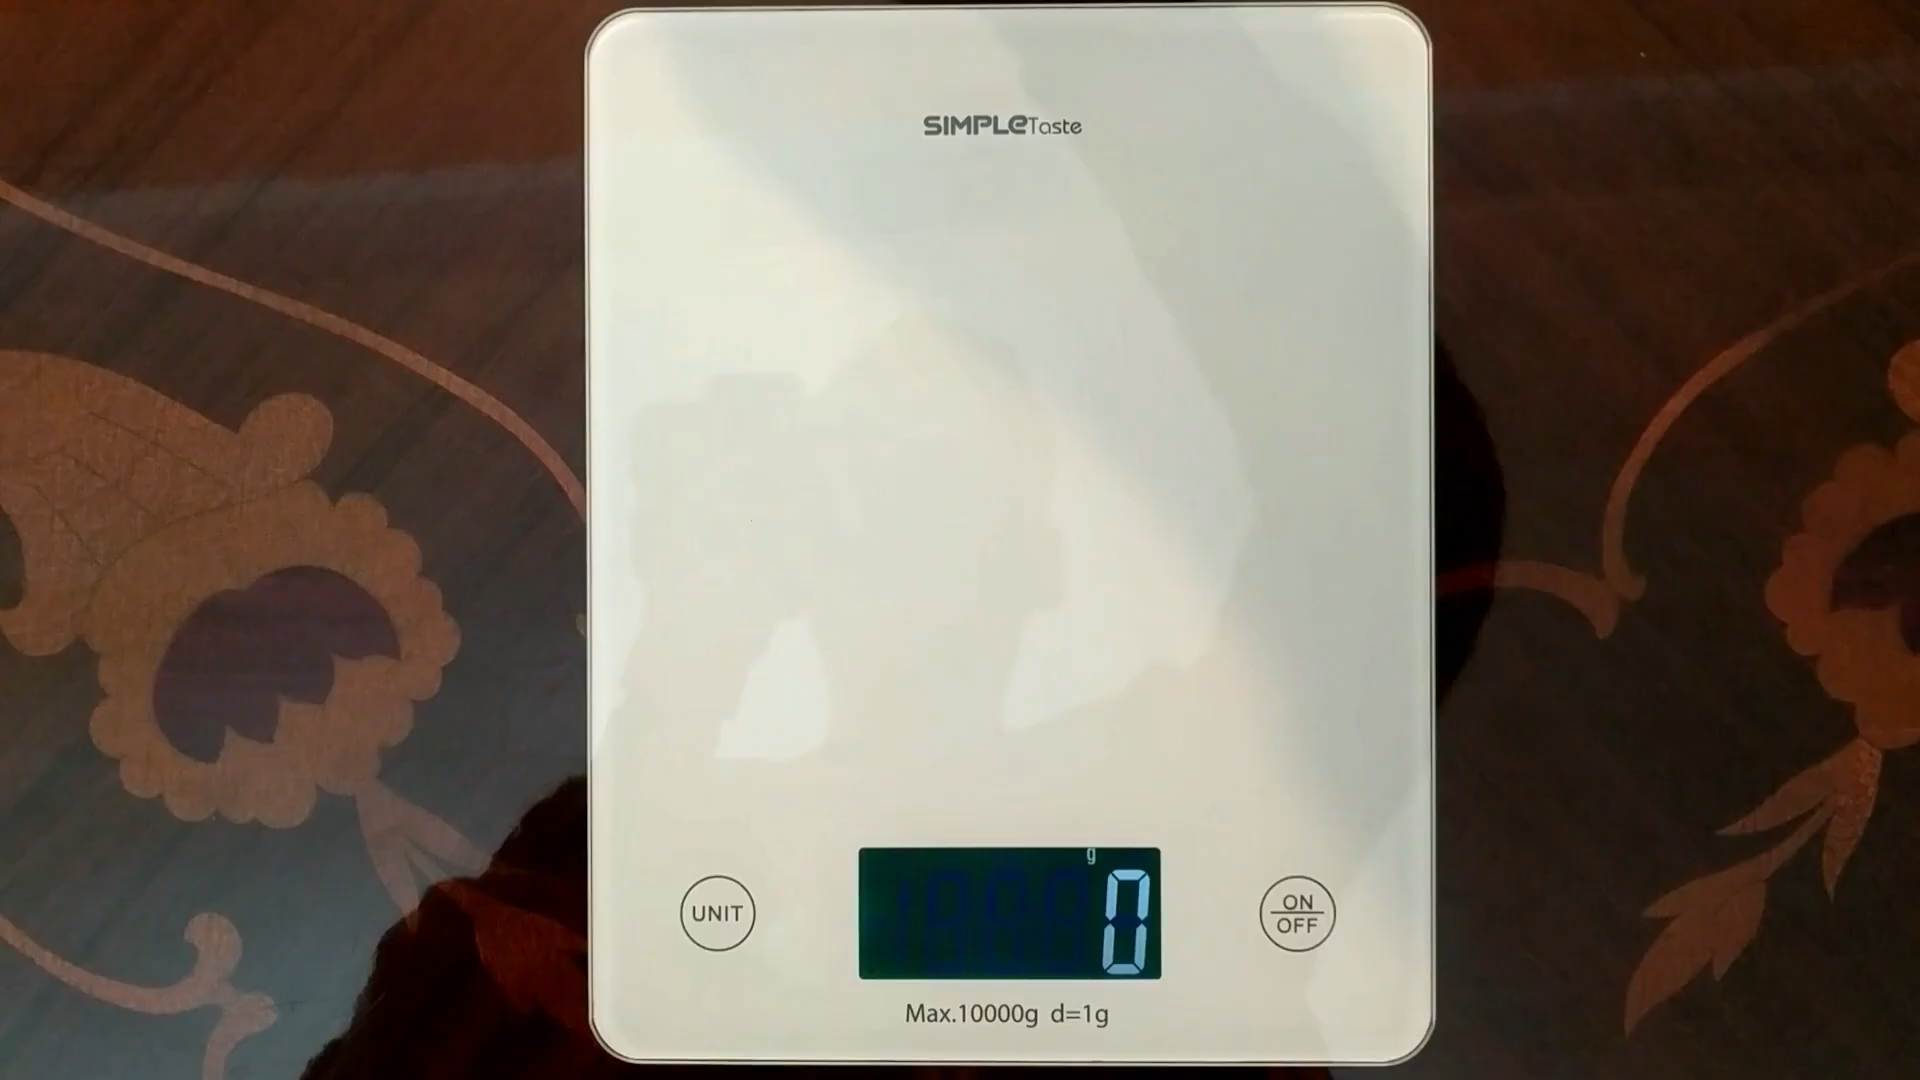 SIMPLETaste
g
0
UNIT
ON
OFF
Max.10000g d=1g